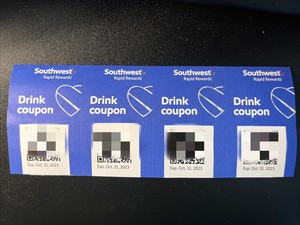 Southwest
Rapid Rewards
Drink
coupon
Exp. Oct. 31, 2023
Southwest
Rapid Rewards
Drink
coupon
Exp. Oct. 31, 2023
Southwest
Rapid Rewards
Drink
coupon
Exp. Oct. 31, 2023
Southwest
Rapid Rewards
Drink
coupon
Exp. Oct. 31, 2023